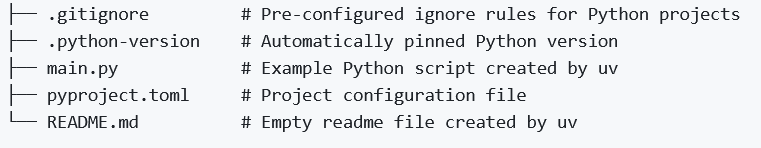 ├── .gitignore         # Pre-configured ignore rules for Python projects
├── .python-version    # Automatically pinned Python version
├── main.py            # Example Python script created by uv
├── pyproject.toml     # Project configuration file
└── README.md          # Empty readme file created by uv